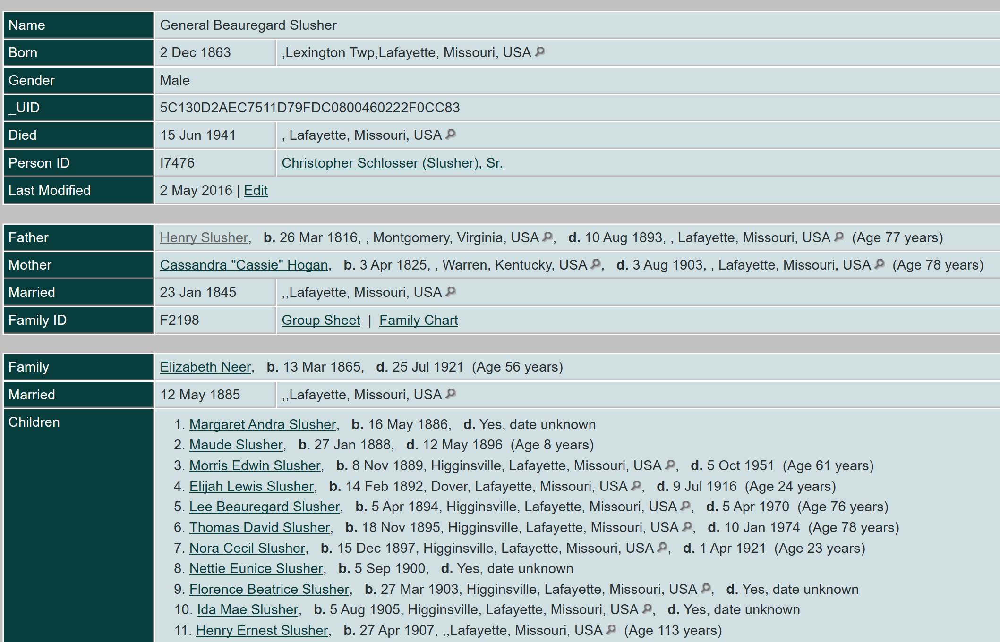 Name General Beauregard Slusher
Born 2 Dec 1863 ,Lexington Twp,Lafayette, Missouri, USA
Gender Male
_UID 5C130D2AEC7511D79FDC0800460222F0CC83
Died 15 Jun 1941 , Lafayette, Missouri, USA
Person ID I7476 Christopher Schlosser (Slusher), Sr.
Last Modified 2 May 2016 | Edit
Father Henry Slusher, b. 26 Mar 1816, , Montgomery, Virginia, USA, d. 10 Aug 1893, , Lafayette, Missouri, USA (Age 77 years)
Mother Cassandra "Cassie" Hogan, b. 3 Apr 1825, , Warren, Kentucky, USA, d. 3 Aug 1903, , Lafayette, Missouri, USA (Age 78 years)
Married 23 Jan 1845 ,,Lafayette, Missouri, USA
Family ID F2198 Group Sheet | Family Chart
Family Elizabeth Neer, b. 13 Mar 1865, d. 25 Jul 1921 (Age 56 years)
Married 12 May 1885 ,,Lafayette, Missouri, USA
Children
1. Margaret Andra Slusher, b. 16 May 1886, d. Yes, date unknown
2. Maude Slusher, b. 27 Jan 1888, d. 12 May 1896 (Age 8 years)
3. Morris Edwin Slusher, b. 8 Nov 1889, Higginsville, Lafayette, Missouri, USA, d. 5 Oct 1951 (Age 61 years)
4. Elijah Lewis Slusher, b. 14 Feb 1892, Dover, Lafayette, Missouri, USA, d. 9 Jul 1916 (Age 24 years)
5. Lee Beauregard Slusher, b. 5 Apr 1894, Higginsville, Lafayette, Missouri, USA, d. 5 Apr 1970 (Age 76 years)
6. Thomas David Slusher, b. 18 Nov 1895, Higginsville, Lafayette, Missouri, USA, d. 10 Jan 1974 (Age 78 years)
7. Nora Cecil Slusher, b. 15 Dec 1897, Higginsville, Lafayette, Missouri, USA, d. 1 Apr 1921 (Age 23 years)
8. Nettie Eunice Slusher, b. 5 Sep 1900, d. Yes, date unknown
9. Florence Beatrice Slusher, b. 27 Mar 1903, Higginsville, Lafayette, Missouri, USA, d. Yes, date unknown
10. Ida Mae Slusher, b. 5 Aug 1905, Higginsville, Lafayette, Missouri, USA, d. Yes, date unknown
11. Henry Ernest Slusher, b. 27 Apr 1907, ,,Lafayette, Missouri, USA (Age 113 years)